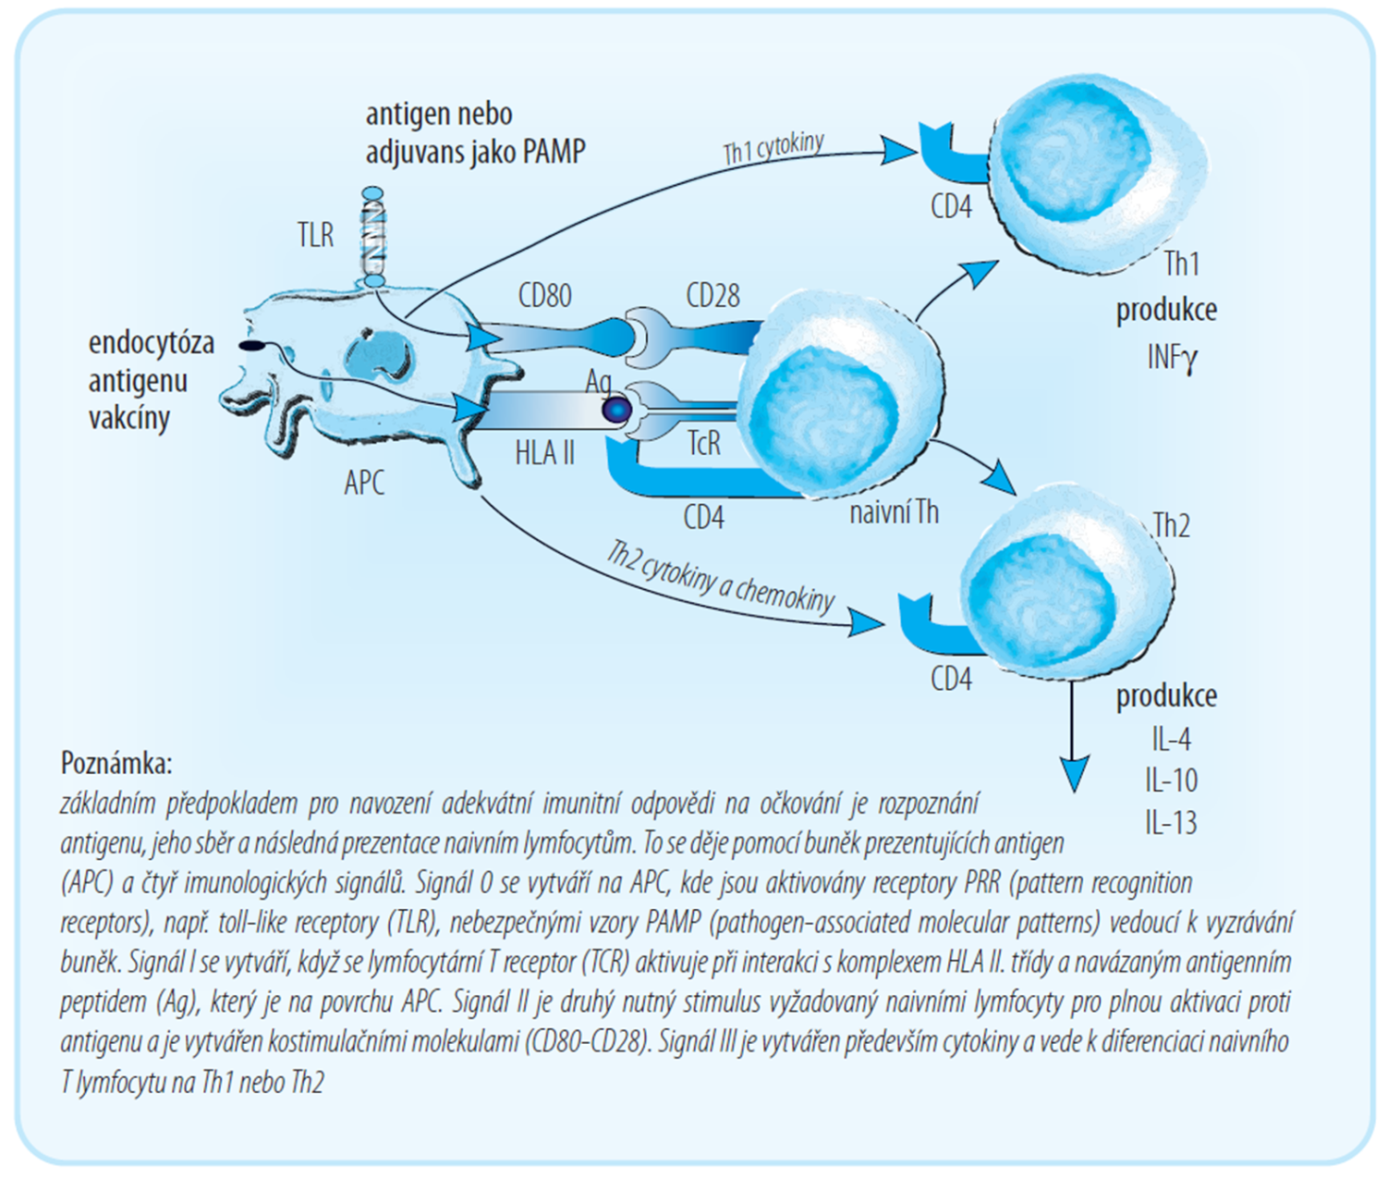 antigen nebo
adjuvans jako PAMP
Th1 cytokiny
CD4
TLR
Th1
produkce
INFγ
CD80
CD28
endocytóza
antigenu
vakcíny
Ag
HLA II
TcR
APC
CD4
naivní Th
Th2
Th2 cytokiny a chemokiny
CD4
produkce
IL-4
IL-10
IL-13
Poznámka:
základním předpokladem pro navození adekvátní imunitní odpovědi na očkování je rozpoznání
antigenu, jeho sběr a následná prezentace naivním lymfocytům. To se děje pomocí buněk prezentujících antigen
(APC) a čtyř imunologických signálů. Signál 0 se vytváří na APC, kde jsou aktivovány receptory PRR (pattern recognition
receptors), např. toll-like receptory (TLR), nebezpečnými vzory PAMP (pathogen-associated molecular patterns) vedoucí k vyzrávání
buněk. Signál I se vytváří, když se lymfocytární T receptor (TCR) aktivuje při interakci s komplexem HLA II. třídy a navázaným antigenním
peptidem (Ag), který je na povrchu APC. Signál II je druhý nutný stimulus vyžadovaný naivními lymfocyty pro plnou aktivaci proti
antigenu a je vytvářen kostimulačními molekulami (CD80-CD28). Signál III je vytvářen především cytokiny a vede k diferenciaci naivního
T lymfocytu na Th1 nebo Th2